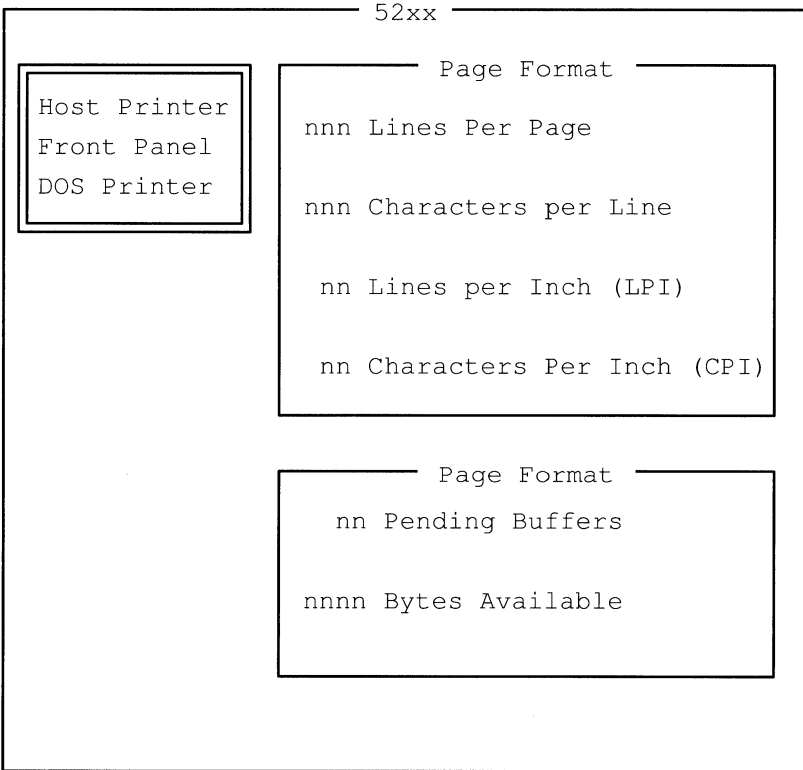 52xx
Host Printer
Front Panel
DOS Printer
Page Format
nnn Lines Per Page
nnn Characters per Line
nn Lines per Inch (LPI)
nn Characters Per Inch (CPI)
Page Format
nn Pending Buffers
nnnn Bytes Available